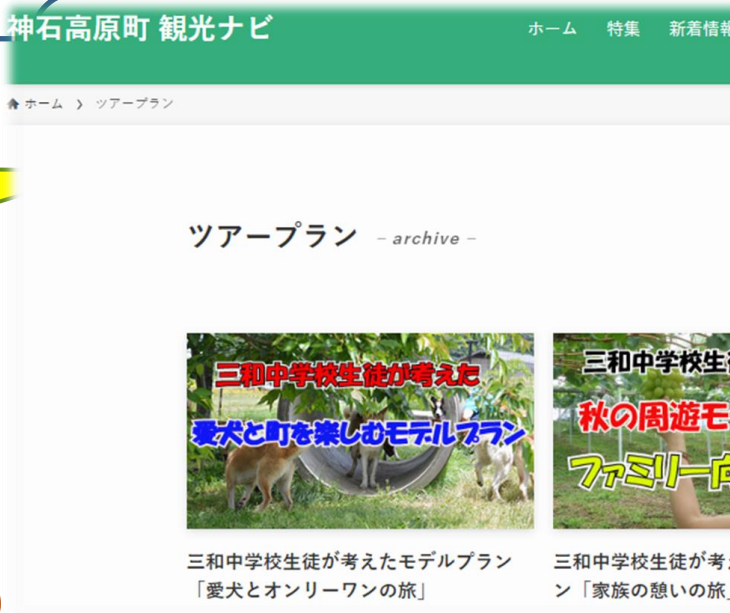 神石高原町 観光ナビ
ホーム 特集 新着情報
ホーム ツアープラン
ツアープラン – archive –
三和中学校生徒が考えた
愛犬と町を楽しむモデルプラン
三和中学校生
秋の周遊モ
ファミリー向
三和中学校生徒が考えたモデルプラン
「愛犬とオンリーワンの旅」
三和中学校生徒が考
ン「家族の憩いの旅」